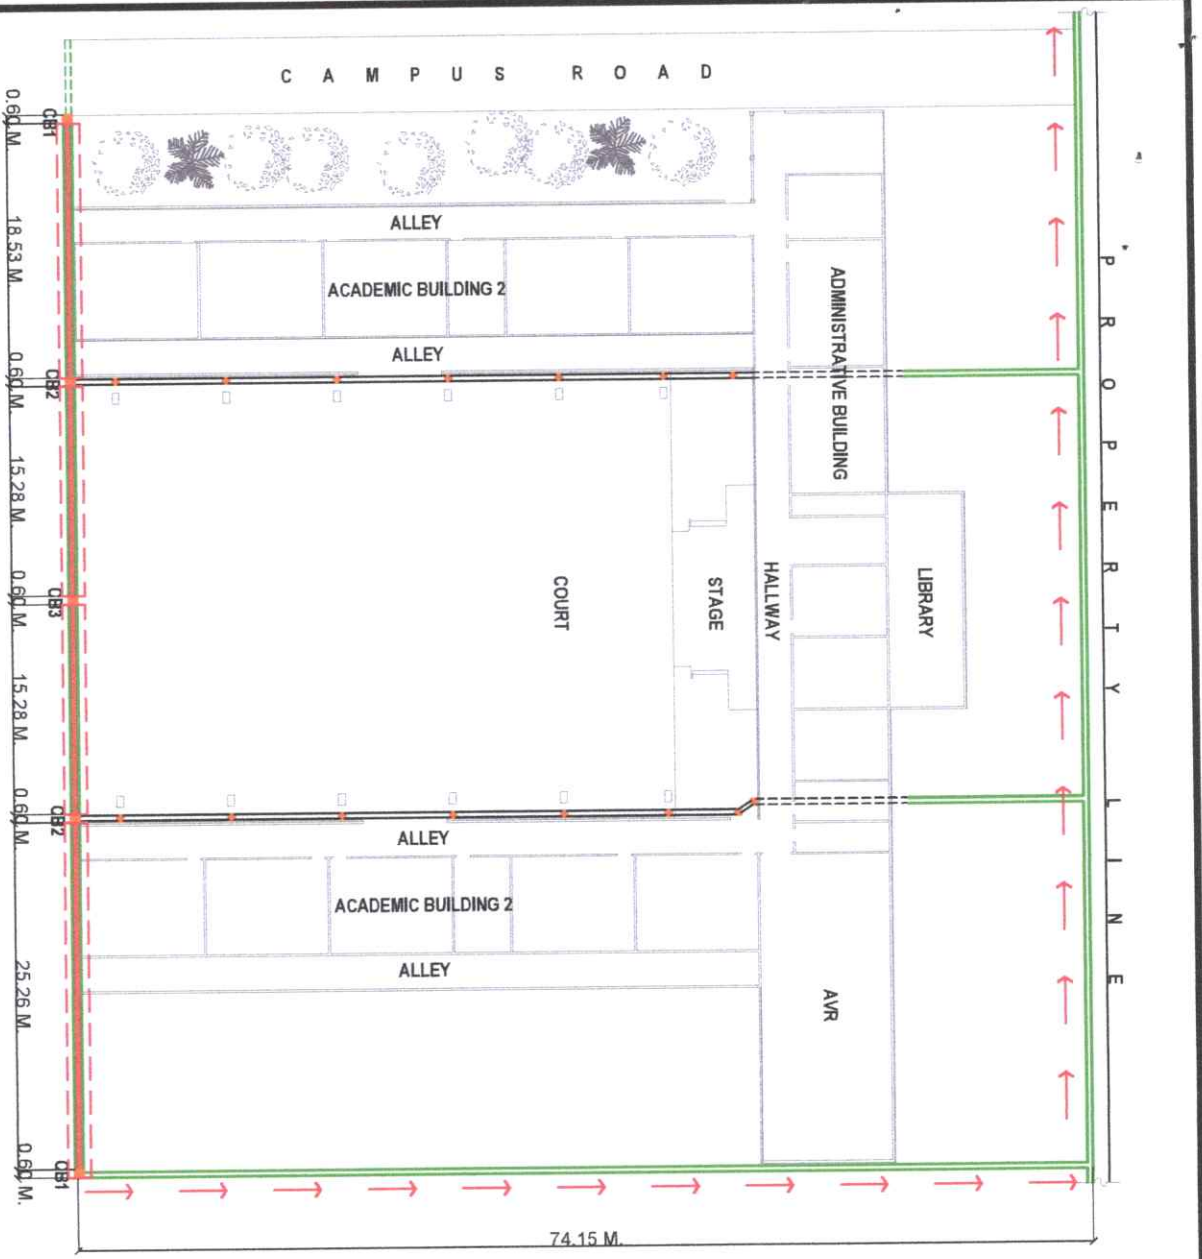 CAMPUS ROAD
ALLEY
ACADEMIC BUILDING 2
ALLEY
ADMINISTRATIVE BUILDING
LIBRARY
HALLWAY
STAGE
COURT
ALLEY
ACADEMIC BUILDING 2
ALLEY
AVR
PROPERTY LINE
CB1
CB2
CB3
CB2
CB1
0.60 M.
18.53 M.
0.60 M.
15.28 M.
0.60 M.
15.28 M.
0.60 M.
25.26 M.
0.60 M.
74.15 M.